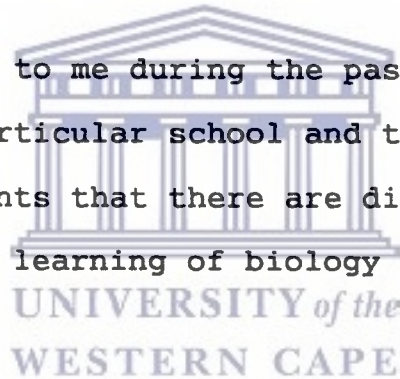 to me during the pas
rticular school and t
nts that there are di
learning of biology
UNIVERSITY of the
WESTERN CAPE